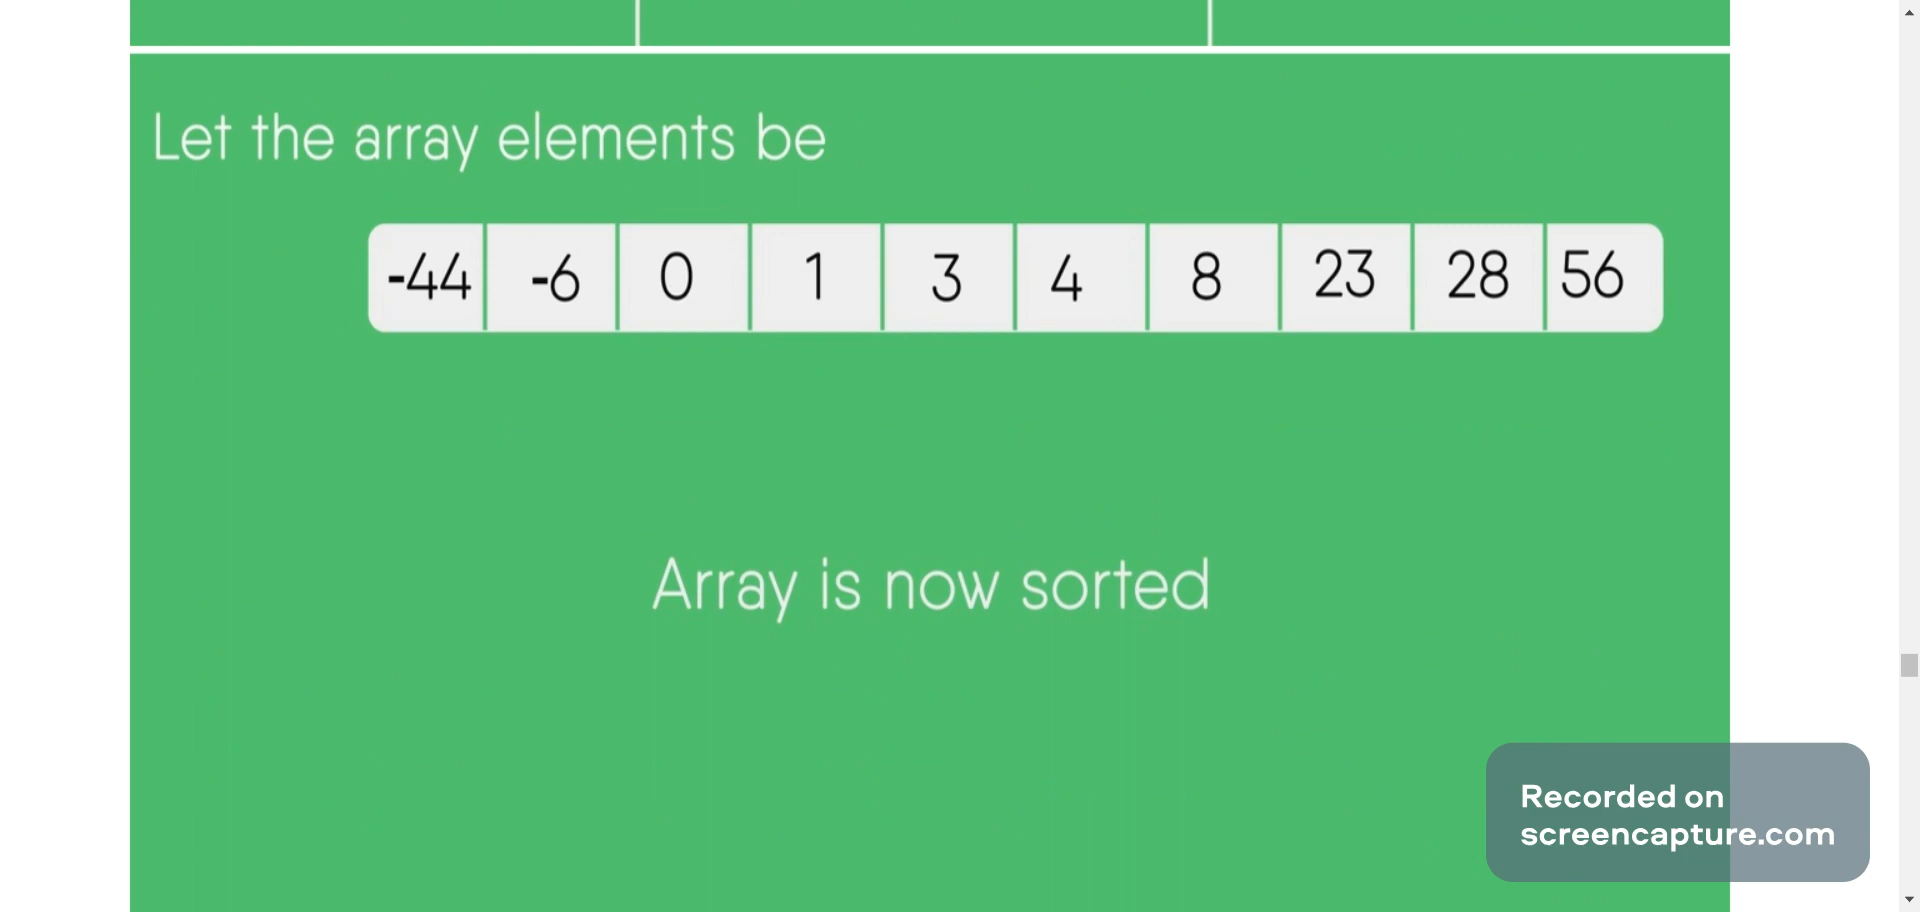 Let the array elements be
-44 -6 0 1 3 4 8 23 28 56
Array is now sorted
Recorded on
screencapture.com